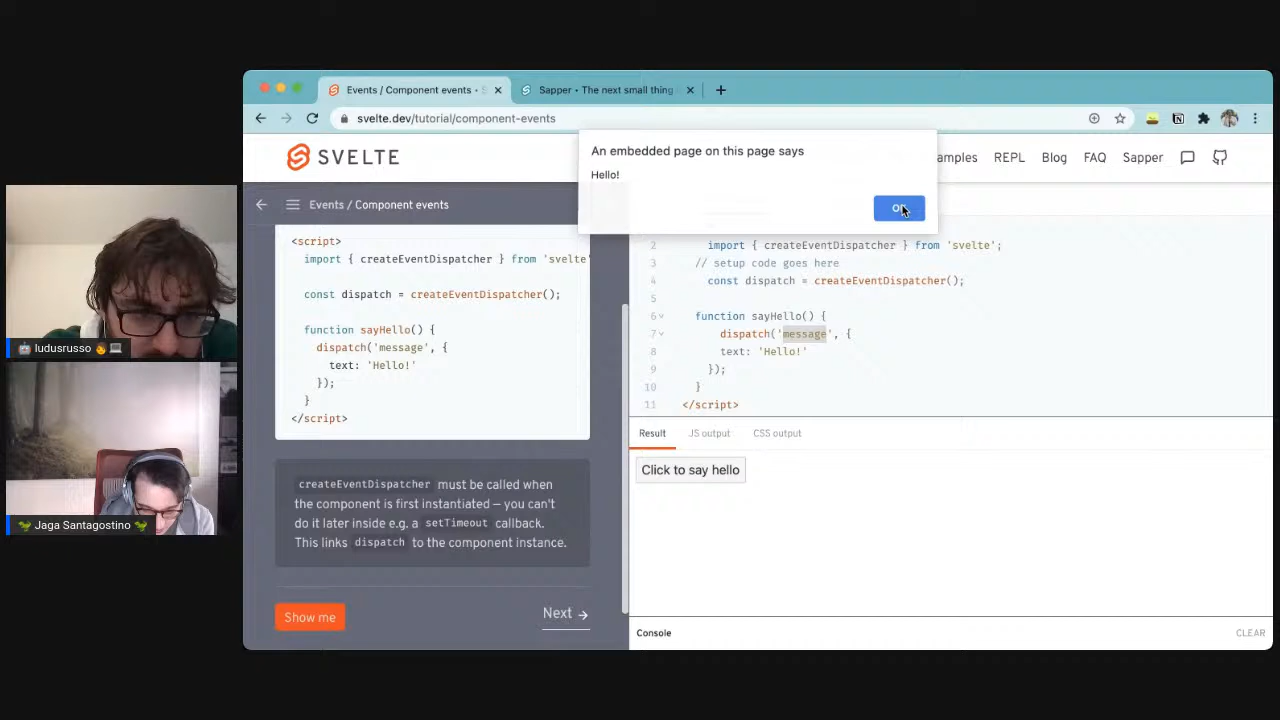 Events / Component events • S
Sapper • The next small thing
svelte.dev/tutorial/component-events
An embedded page on this page says
Hello!
SVELTE
amples
REPL
Blog
FAQ
Sapper
Events / Component events
<script>
import { createEventDispatcher } from 'svelte'
const dispatch = createEventDispatcher();
function sayHello() {
dispatch('message', {
text: 'Hello!'
});
}
</script>
createEventDispatcher must be called when
the component is first instantiated — you can't
do it later inside e.g. a setTimeout callback.
This links dispatch to the component instance.
Show me
Next →
2 import { createEventDispatcher } from 'svelte';
3 // setup code goes here
4 const dispatch = createEventDispatcher();
5
6 function sayHello() {
7 dispatch('message', {
8 text: 'Hello!'
9 });
10 }
11 </script>
Result
JS output
CSS output
Click to say hello
Console
CLEAR
ludusrusso
Jaga Santagostino